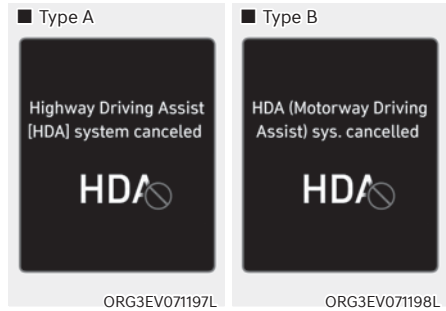 ■ Type A
Highway Driving Assist
[HDA] system canceled
HDA
ORG3EV071197L
■ Type B
HDA (Motorway Driving
Assist) sys. cancelled
HDA
ORG3EV071198L